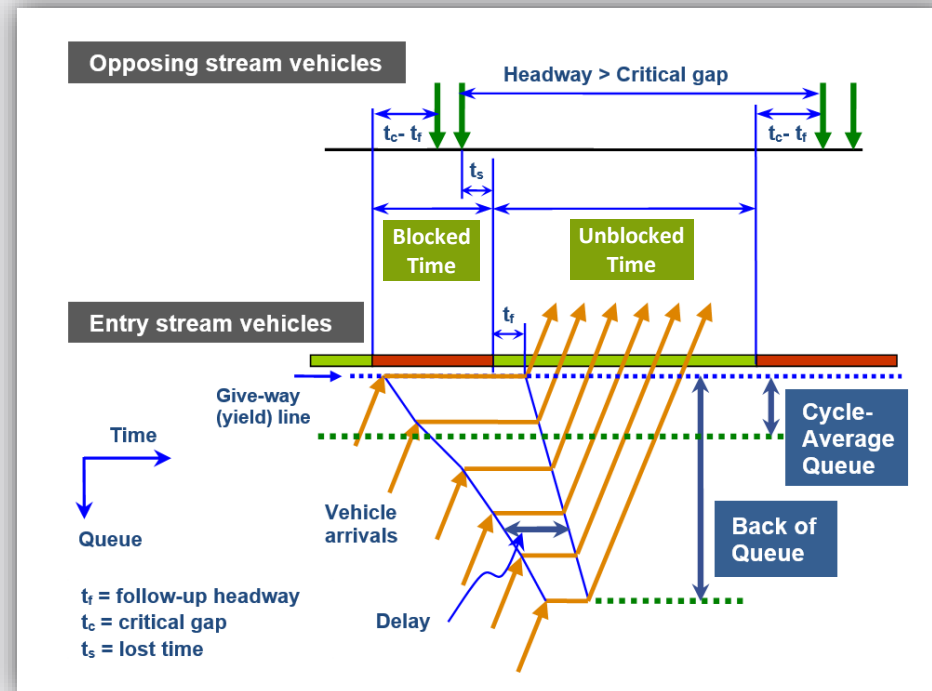 Opposing stream vehicles
Headway > Critical gap
tc- tf
tc- tf
ts
Blocked
Time
Unblocked
Time
tf
Entry stream vehicles
Give-way
(yield) line
Time
Queue
Cycle-
Average
Queue
Vehicle
arrivals
Back of
Queue
Delay
tf = follow-up headway
tc = critical gap
ts = lost time